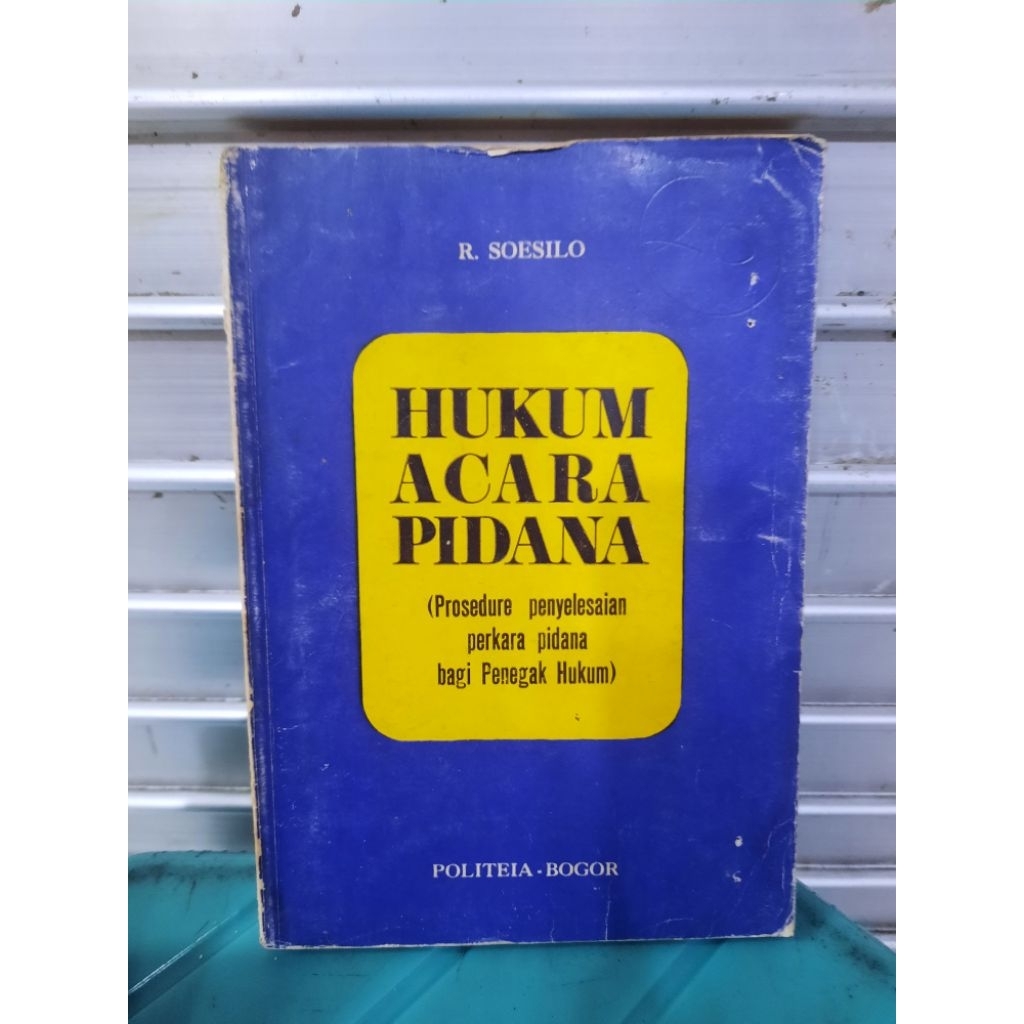 R. SOESILO
HUKUM
ACARA
PIDANA
(Prosedure penyelesaian
perkara pidana
bagi Penegak Hukum)
POLITEIA - BOGOR